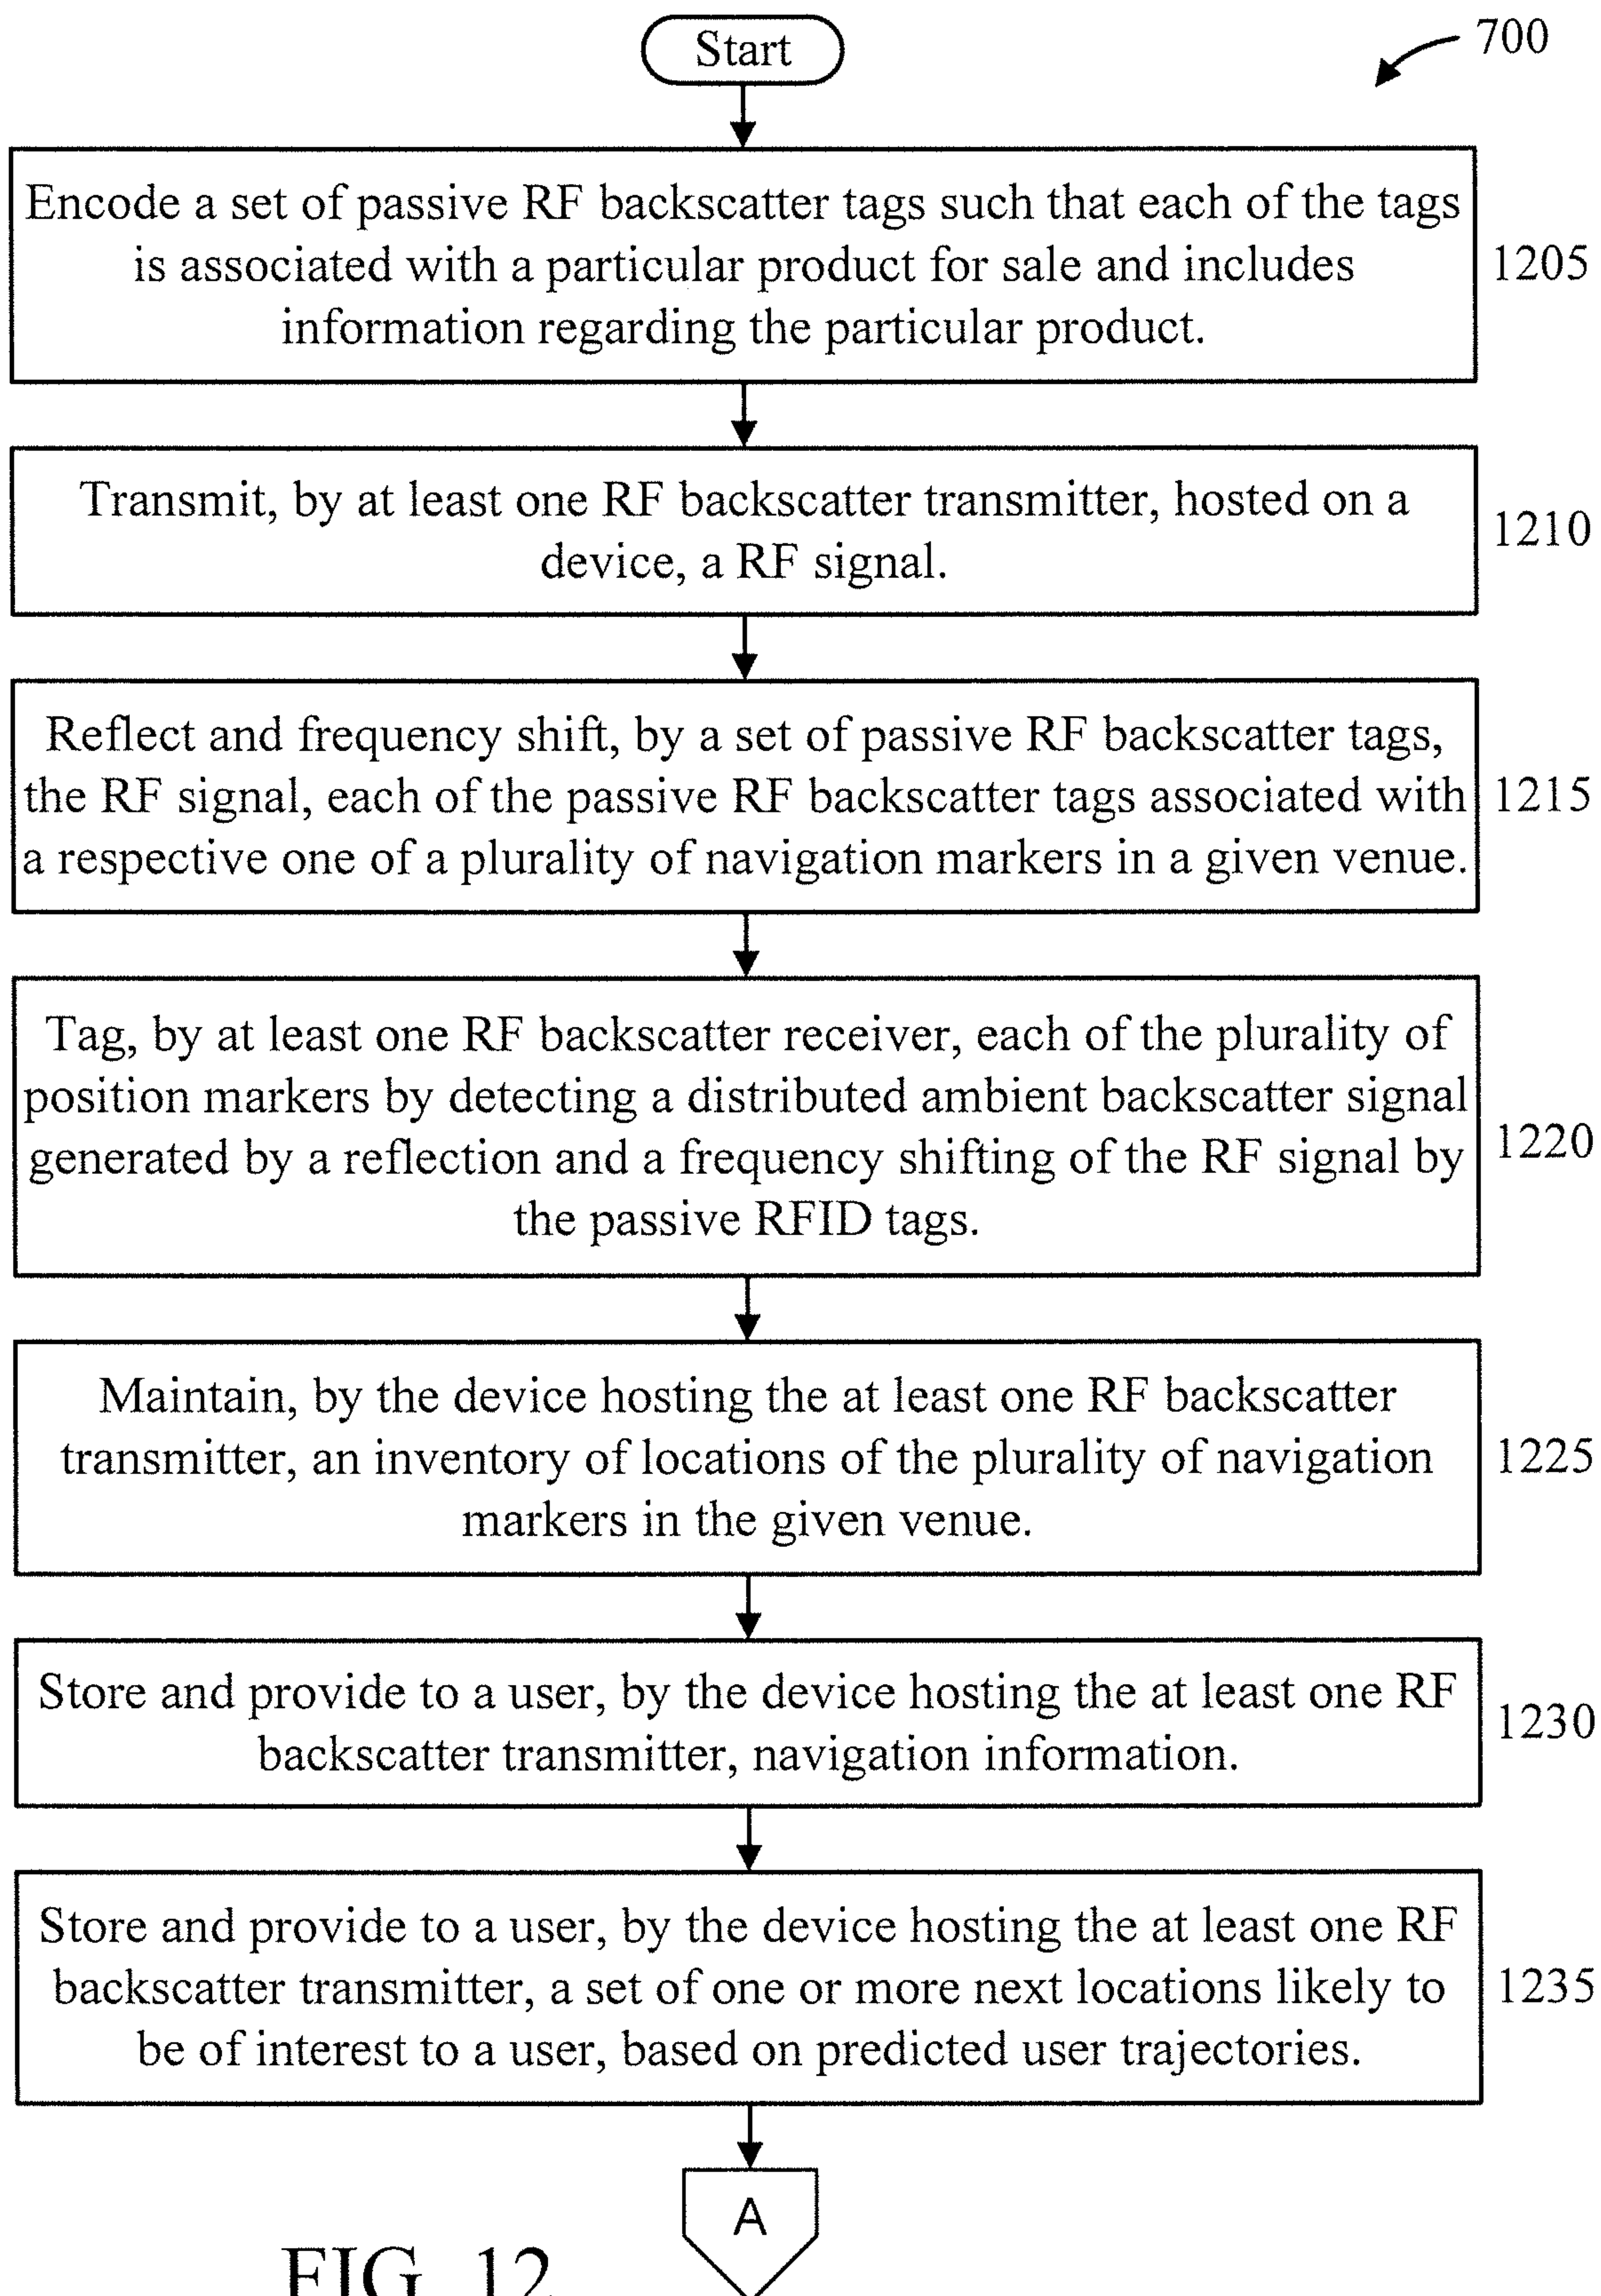 Start
700
Encode a set of passive RF backscatter tags such that each of the tags
is associated with a particular product for sale and includes
information regarding the particular product.
1205
Transmit, by at least one RF backscatter transmitter, hosted on a
device, a RF signal.
1210
Reflect and frequency shift, by a set of passive RF backscatter tags,
the RF signal, each of the passive RF backscatter tags associated with
a respective one of a plurality of navigation markers in a given venue.
1215
Tag, by at least one RF backscatter receiver, each of the plurality of
position markers by detecting a distributed ambient backscatter signal
generated by a reflection and a frequency shifting of the RF signal by
the passive RFID tags.
1220
Maintain, by the device hosting the at least one RF backscatter
transmitter, an inventory of locations of the plurality of navigation
markers in the given venue.
1225
Store and provide to a user, by the device hosting the at least one RF
backscatter transmitter, navigation information.
1230
Store and provide to a user, by the device hosting the at least one RF
backscatter transmitter, a set of one or more next locations likely to
be of interest to a user, based on predicted user trajectories.
1235
A
FIG. 12